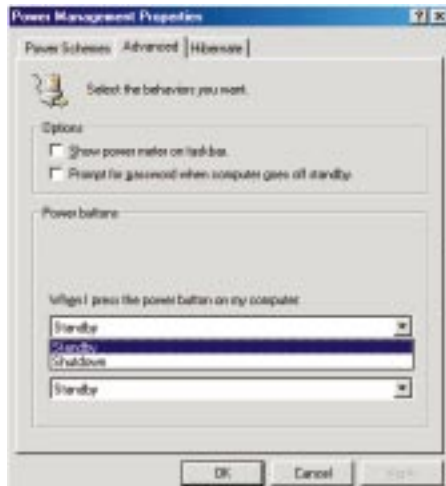 Power Management Properties
? x
Power Schemes Advanced Hibernate
Select the behaviors you want.
Options
Show power meter on taskbar.
Prompt for password when computer goes off standby.
Power buttons
When I press the power button on my computer:
Standby
Standby
Shutdown
Standby
OK Cancel Apply